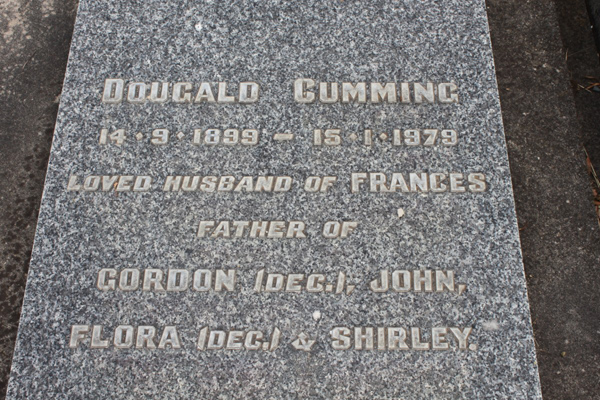 DOUGALD CUMMING
14·9·1899 – 15·1·1979
LOVED HUSBAND OF FRANCES
FATHER OF
GORDON (DEC.), JOHN,
FLORA (DEC.) & SHIRLEY.